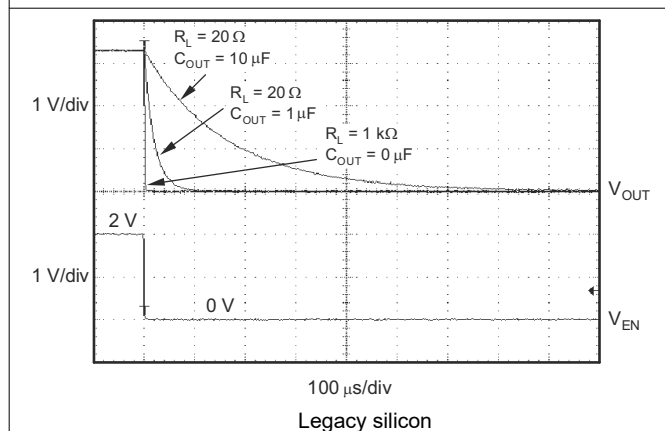 R_L = 20 Ω
C_OUT = 10 μF
R_L = 20 Ω
C_OUT = 1 μF
1 V/div
R_L = 1 kΩ
C_OUT = 0 μF
V_OUT
2 V
1 V/div
0 V
V_EN
100 μs/div
Legacy silicon